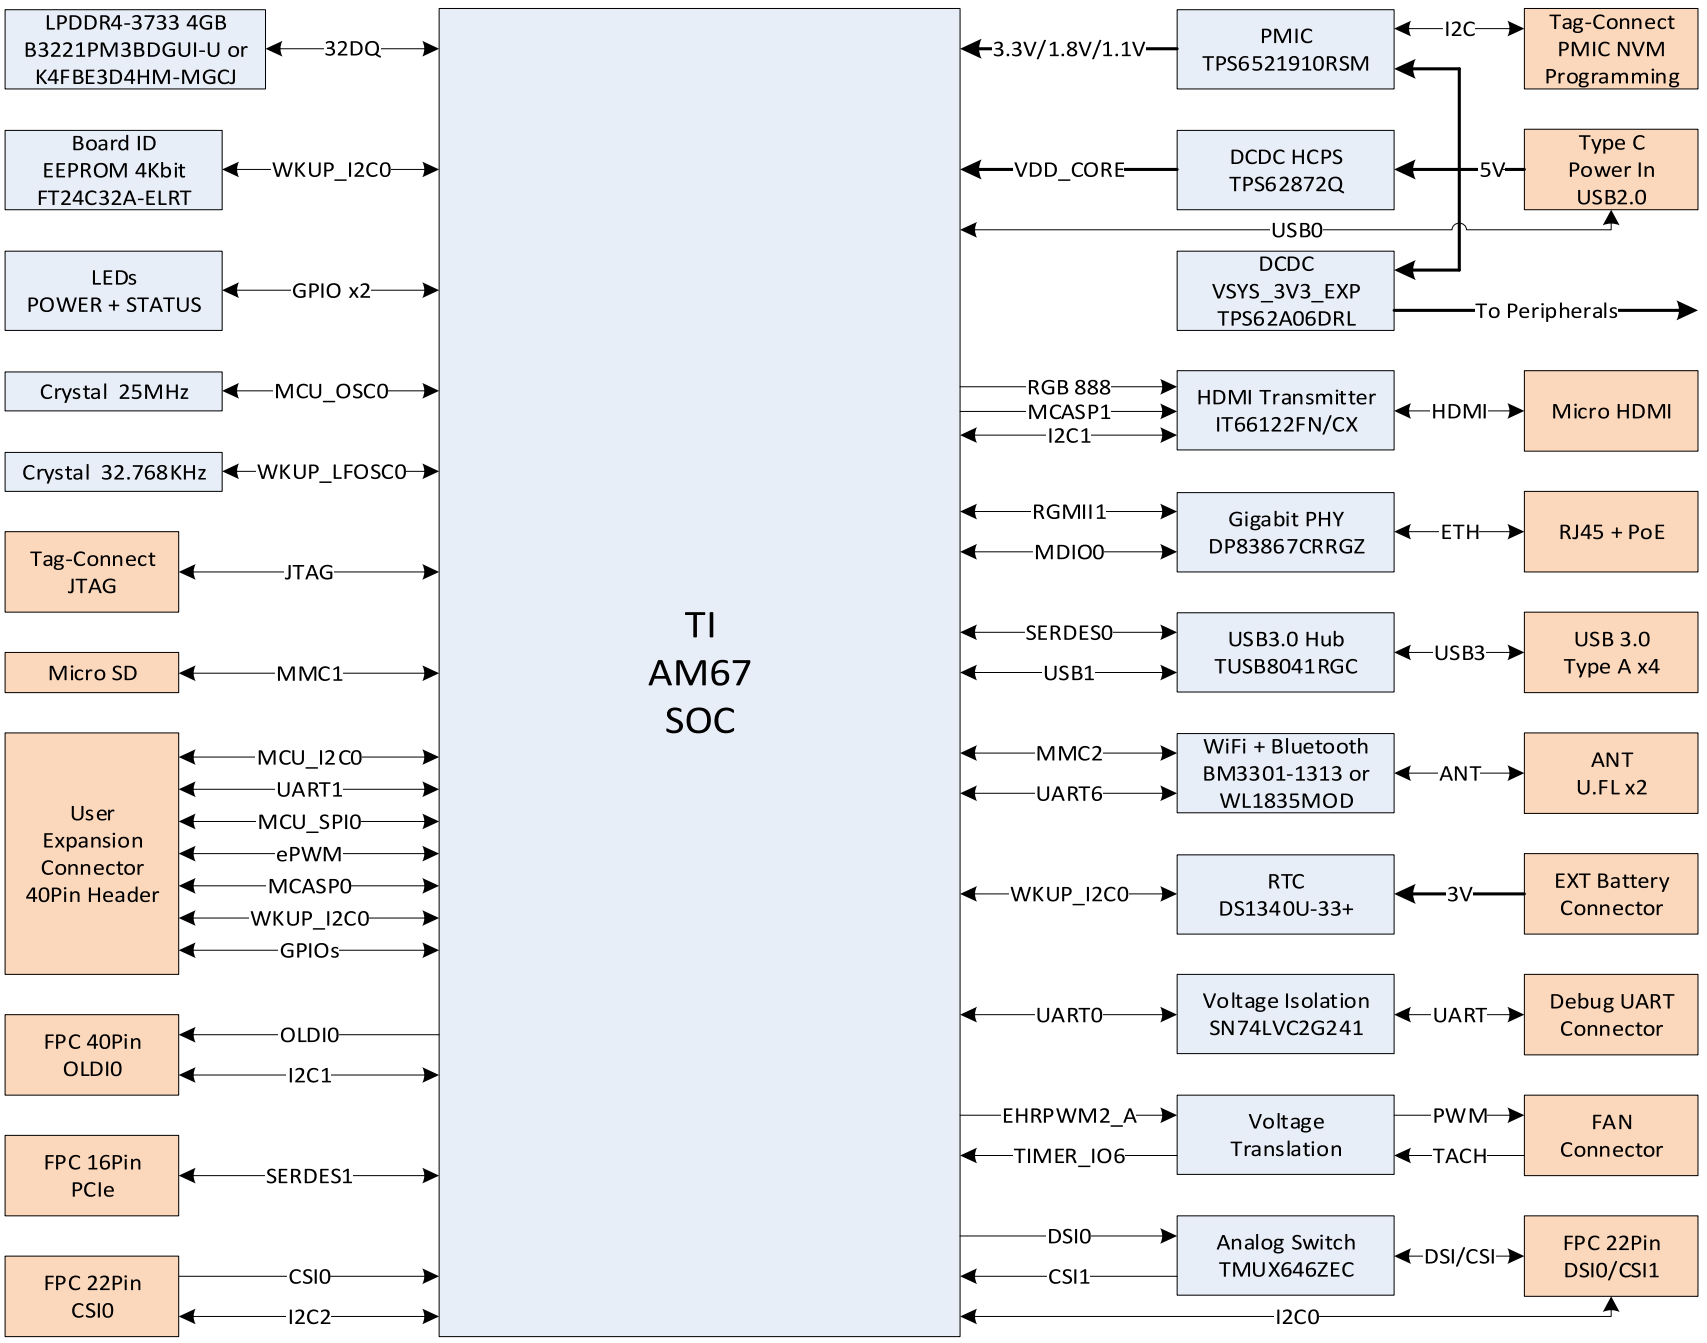 LPDDR4-3733 4GB
B3221PM3BDGUI-U or
K4FBE3D4HM-MGCJ
32DQ
Board ID
EEPROM 4Kbit
FT24C32A-ELRT
WKUP_I2C0
LEDs
POWER + STATUS
GPIO x2
Crystal 25MHz
MCU_OSC0
Crystal 32.768KHz
WKUP_LFOSC0
Tag-Connect
JTAG
JTAG
Micro SD
MMC1
User
Expansion
Connector
40Pin Header
MCU_I2C0
UART1
MCU_SPI0
ePWM
MCASP0
WKUP_I2C0
GPIOs
FPC 40Pin
OLDI0
OLDI0
I2C1
FPC 16Pin
PCIe
SERDES1
FPC 22Pin
CSI0
CSI0
I2C2
TI
AM67
SOC
3.3V/1.8V/1.1V
PMIC
TPS6521910RSM
I2C
Tag-Connect
PMIC NVM
Programming
VDD_CORE
DCDC HCPS
TPS62872Q
5V
Type C
Power In
USB2.0
USB0
DCDC
VSYS_3V3_EXP
TPS62A06DRL
To Peripherals
RGB 888
MCASP1
I2C1
HDMI Transmitter
IT66122FN/CX
HDMI
Micro HDMI
RGMII1
MDIO0
Gigabit PHY
DP83867CRRGZ
ETH
RJ45 + PoE
SERDES0
USB1
USB3.0 Hub
TUSB8041RGC
USB3
USB 3.0
Type A x4
MMC2
UART6
WiFi + Bluetooth
BM3301-1313 or
WL1835MOD
ANT
ANT
U.FL x2
WKUP_I2C0
RTC
DS1340U-33+
3V
EXT Battery
Connector
UART0
Voltage Isolation
SN74LVC2G241
UART
Debug UART
Connector
EHRPWM2_A
TIMER_IO6
Voltage
Translation
PWM
TACH
FAN
Connector
DSI0
CSI1
Analog Switch
TMUX646ZEC
DSI/CSI
FPC 22Pin
DSI0/CSI1
I2C0